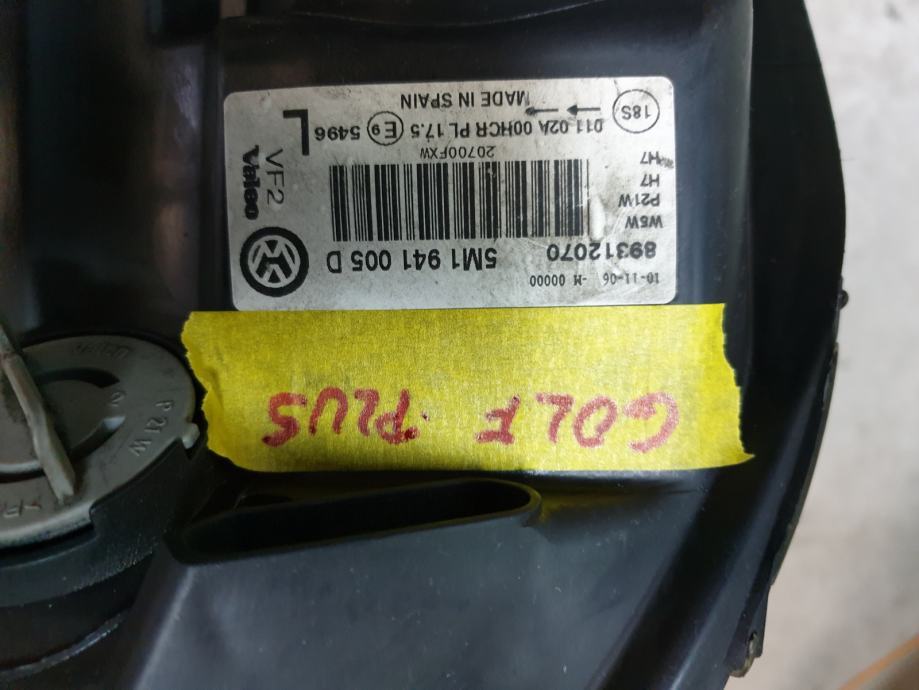 10-11-06 -M 00000
89312070 5M1 941 005 D
W5W
P21W
H7
H7
20700FXW
VF2
Valeo
18S
011 02A 00HCR PL 17.5 E9 5496 L
MADE IN SPAIN
GOLF PLUS
P 21 W